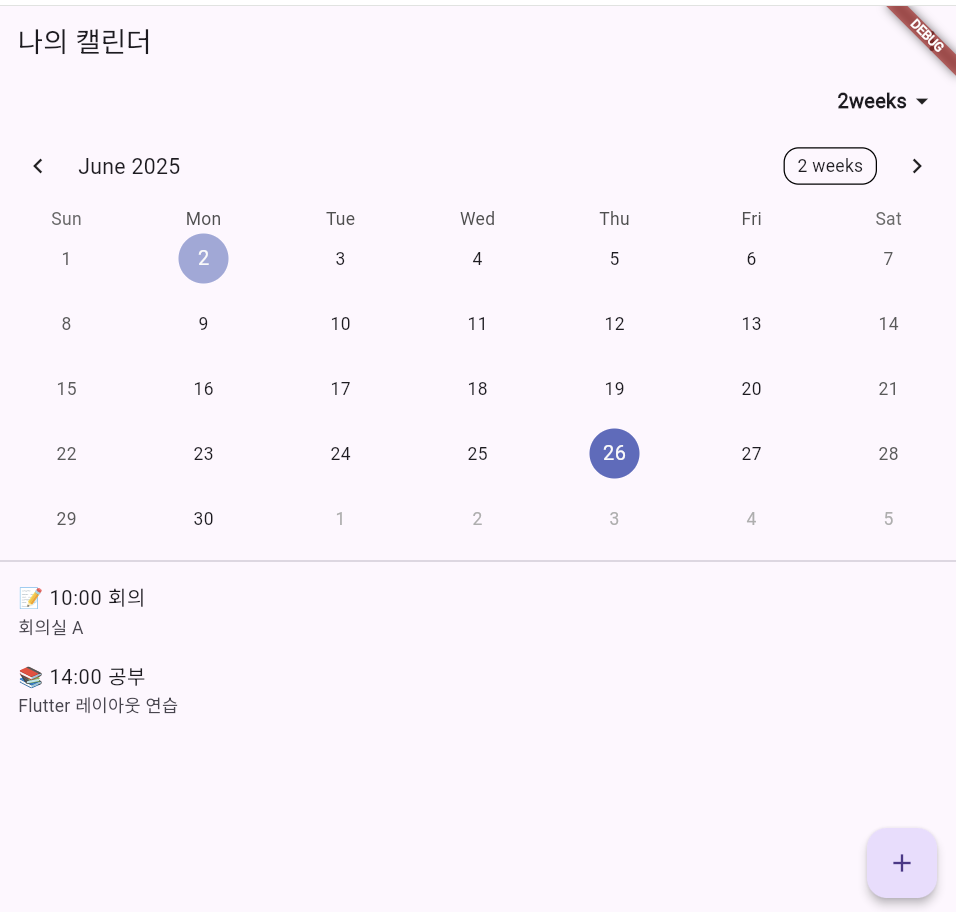 나의 캘린더
DEBUG
2weeks
June 2025
2 weeks
Sun Mon Tue Wed Thu Fri Sat
1 2 3 4 5 6 7
8 9 10 11 12 13 14
15 16 17 18 19 20 21
22 23 24 25 26 27 28
29 30 1 2 3 4 5
📝 10:00 회의
회의실 A
📚 14:00 공부
Flutter 레이아웃 연습
+